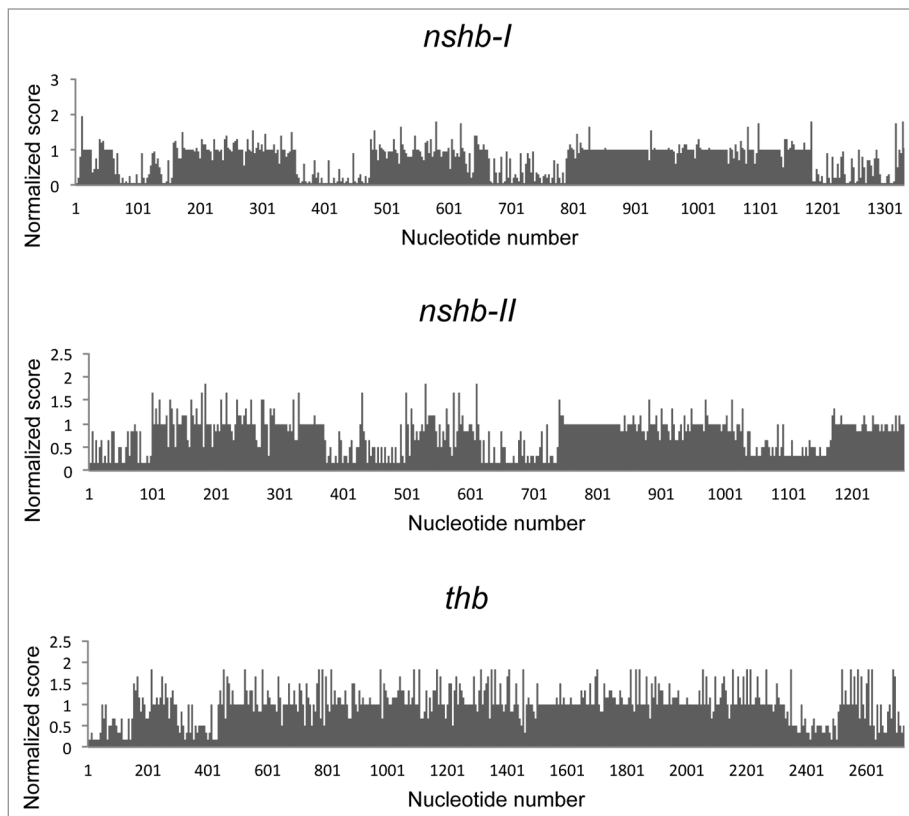 nshb-I
Normalized score
3
2
1
0
1 101 201 301 401 501 601 701 801 901 1001 1101 1201 1301
Nucleotide number
nshb-II
Normalized score
2.5
2
1.5
1
0.5
0
1 101 201 301 401 501 601 701 801 901 1001 1101 1201
Nucleotide number
thb
Normalized score
2.5
2
1.5
1
0.5
0
1 201 401 601 801 1001 1201 1401 1601 1801 2001 2201 2401 2601
Nucleotide number